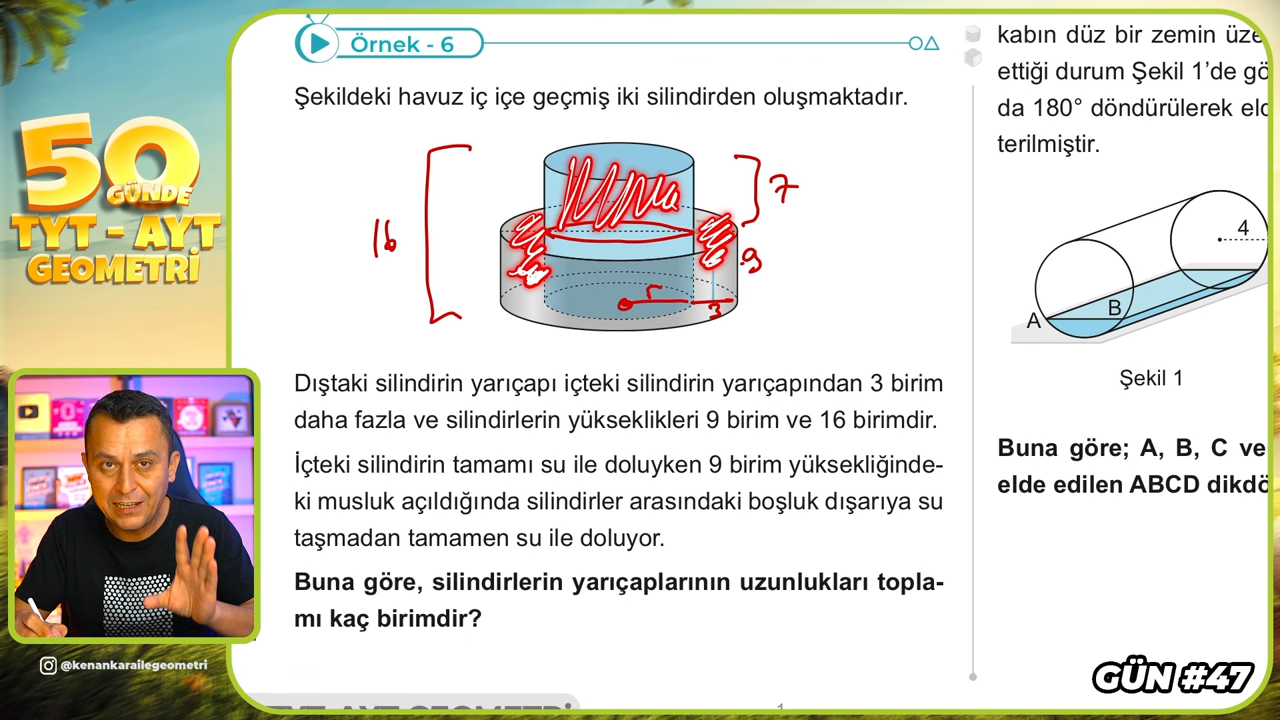 50
GÜNDE
TYT - AYT
GEOMETRİ
@kenankarailegeometri
Örnek - 6
Şekildeki havuz iç içe geçmiş iki silindirden oluşmaktadır.
16
7
9
r
3
Dıştaki silindirin yarıçapı içteki silindirin yarıçapından 3 birim
daha fazla ve silindirlerin yükseklikleri 9 birim ve 16 birimdir.
İçteki silindirin tamamı su ile doluyken 9 birim yüksekliğinde-
ki musluk açıldığında silindirler arasındaki boşluk dışarıya su
taşmadan tamamen su ile doluyor.
Buna göre, silindirlerin yarıçaplarının uzunlukları topla-
mı kaç birimdir?
kabın düz bir zemin üze
ettiği durum Şekil 1’de gö
da 180° döndürülerek eld
terilmiştir.
4
A
B
Şekil 1
Buna göre; A, B, C ve
elde edilen ABCD dikdö
GÜN #47